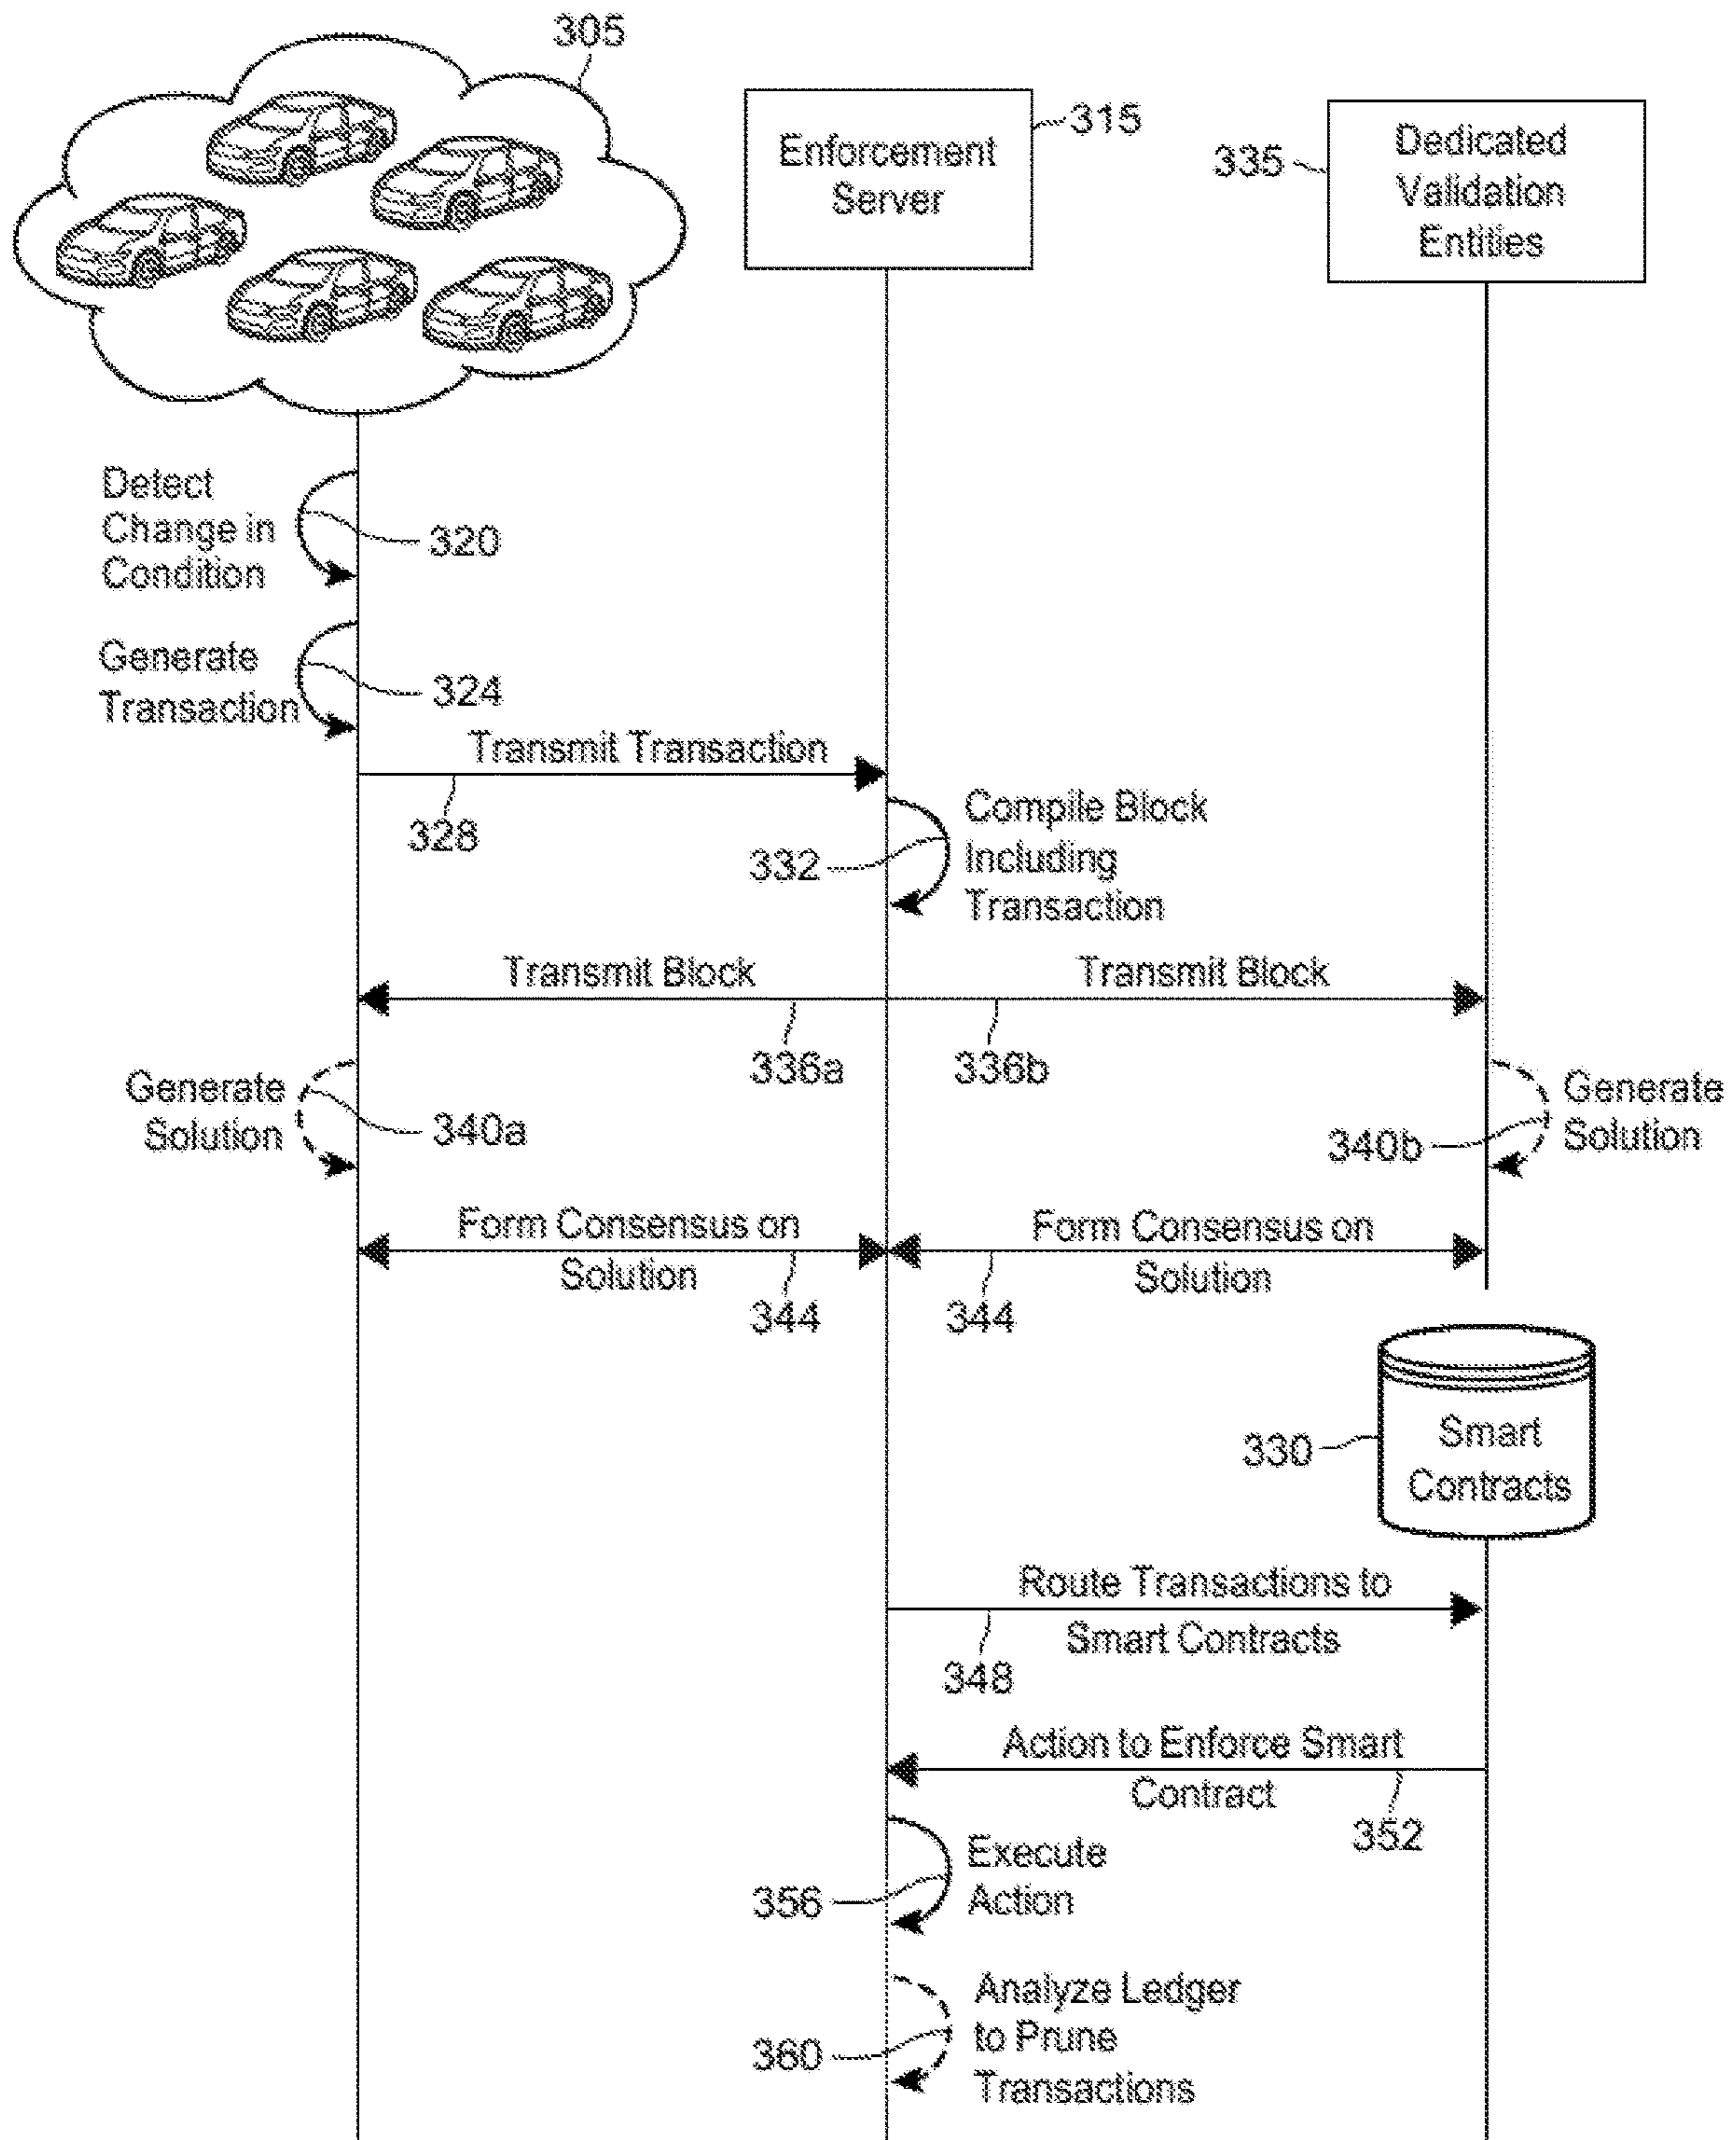 305
Enforcement
Server
315
335
Dedicated
Validation
Entities
Detect
Change in
Condition
320
Generate
Transaction
324
Transmit Transaction
328
332
Compile Block
Including
Transaction
Transmit Block
336a
Transmit Block
336b
Generate
Solution
340a
Generate
Solution
340b
Form Consensus on
Solution
344
Form Consensus on
Solution
344
330
Smart
Contracts
Route Transactions to
Smart Contracts
348
Action to Enforce Smart
Contract
352
Execute
Action
356
Analyze Ledger
to Prune
Transactions
360